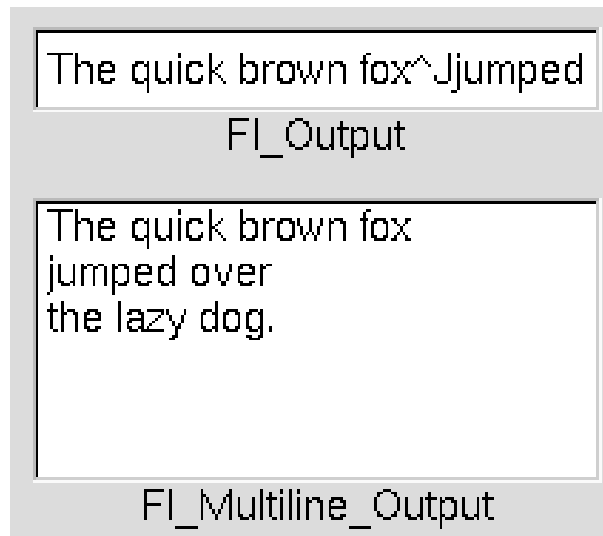 The quick brown fox^Jjumped
Fl_Output
The quick brown fox
jumped over
the lazy dog.
Fl_Multiline_Output